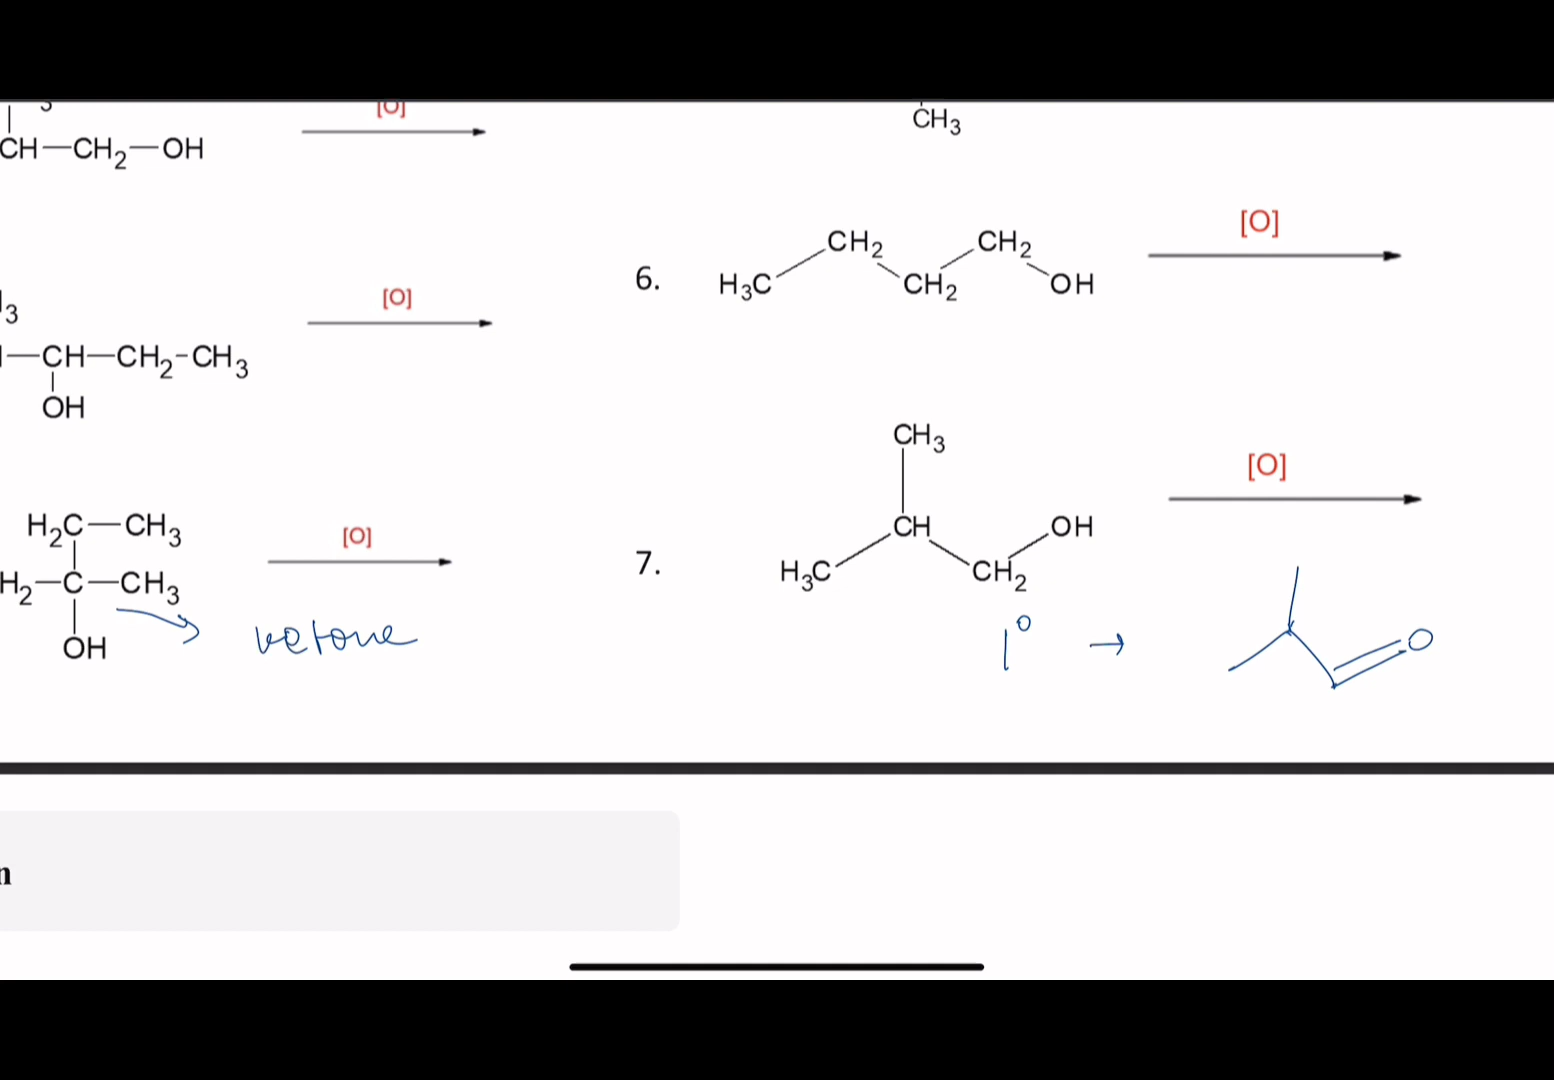 [O]
CH—CH2—OH
CH3
[O]
6. H3C CH2 CH2 CH2 OH
[O]
3
—CH—CH2-CH3
OH
CH3
[O]
7. H3C CH CH2 OH
H2C—CH3
[O]
H2—C—CH3
OH
ketone
1° →
O
n